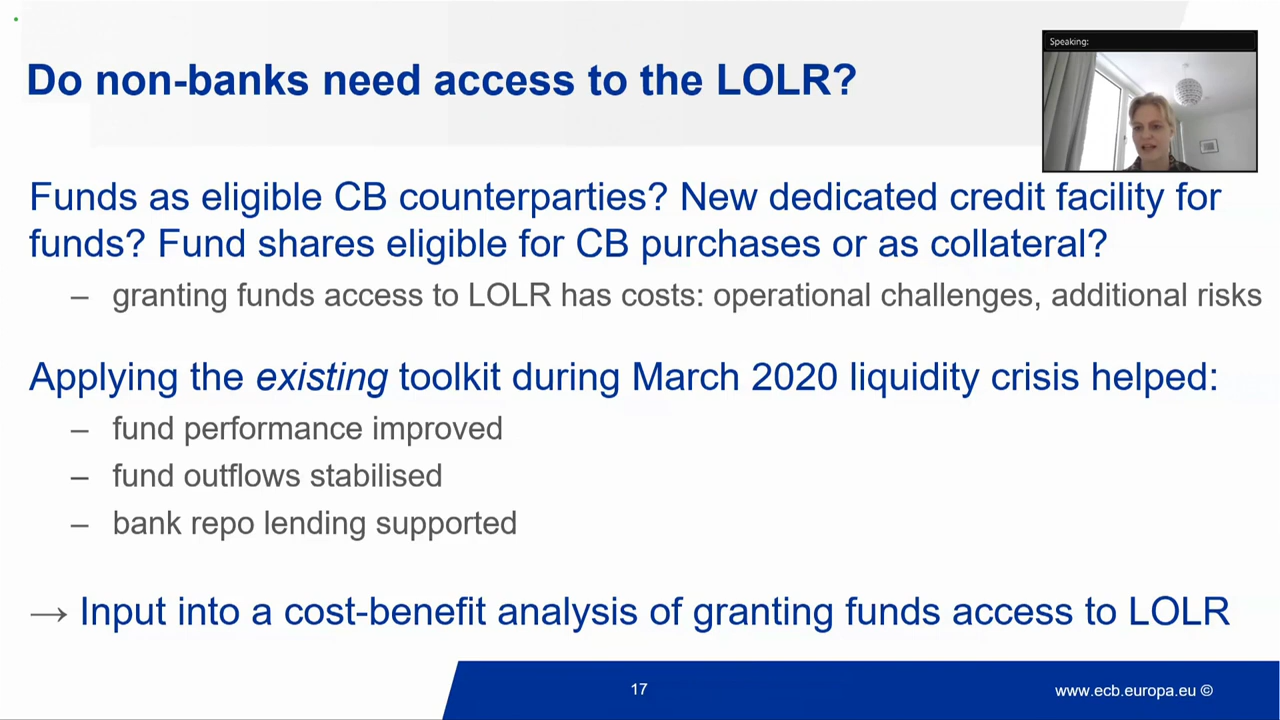 Do non-banks need access to the LOLR?
Speaking:
Funds as eligible CB counterparties? New dedicated credit facility for
funds? Fund shares eligible for CB purchases or as collateral?
– granting funds access to LOLR has costs: operational challenges, additional risks
Applying the existing toolkit during March 2020 liquidity crisis helped:
– fund performance improved
– fund outflows stabilised
– bank repo lending supported
→ Input into a cost-benefit analysis of granting funds access to LOLR
17
www.ecb.europa.eu ©